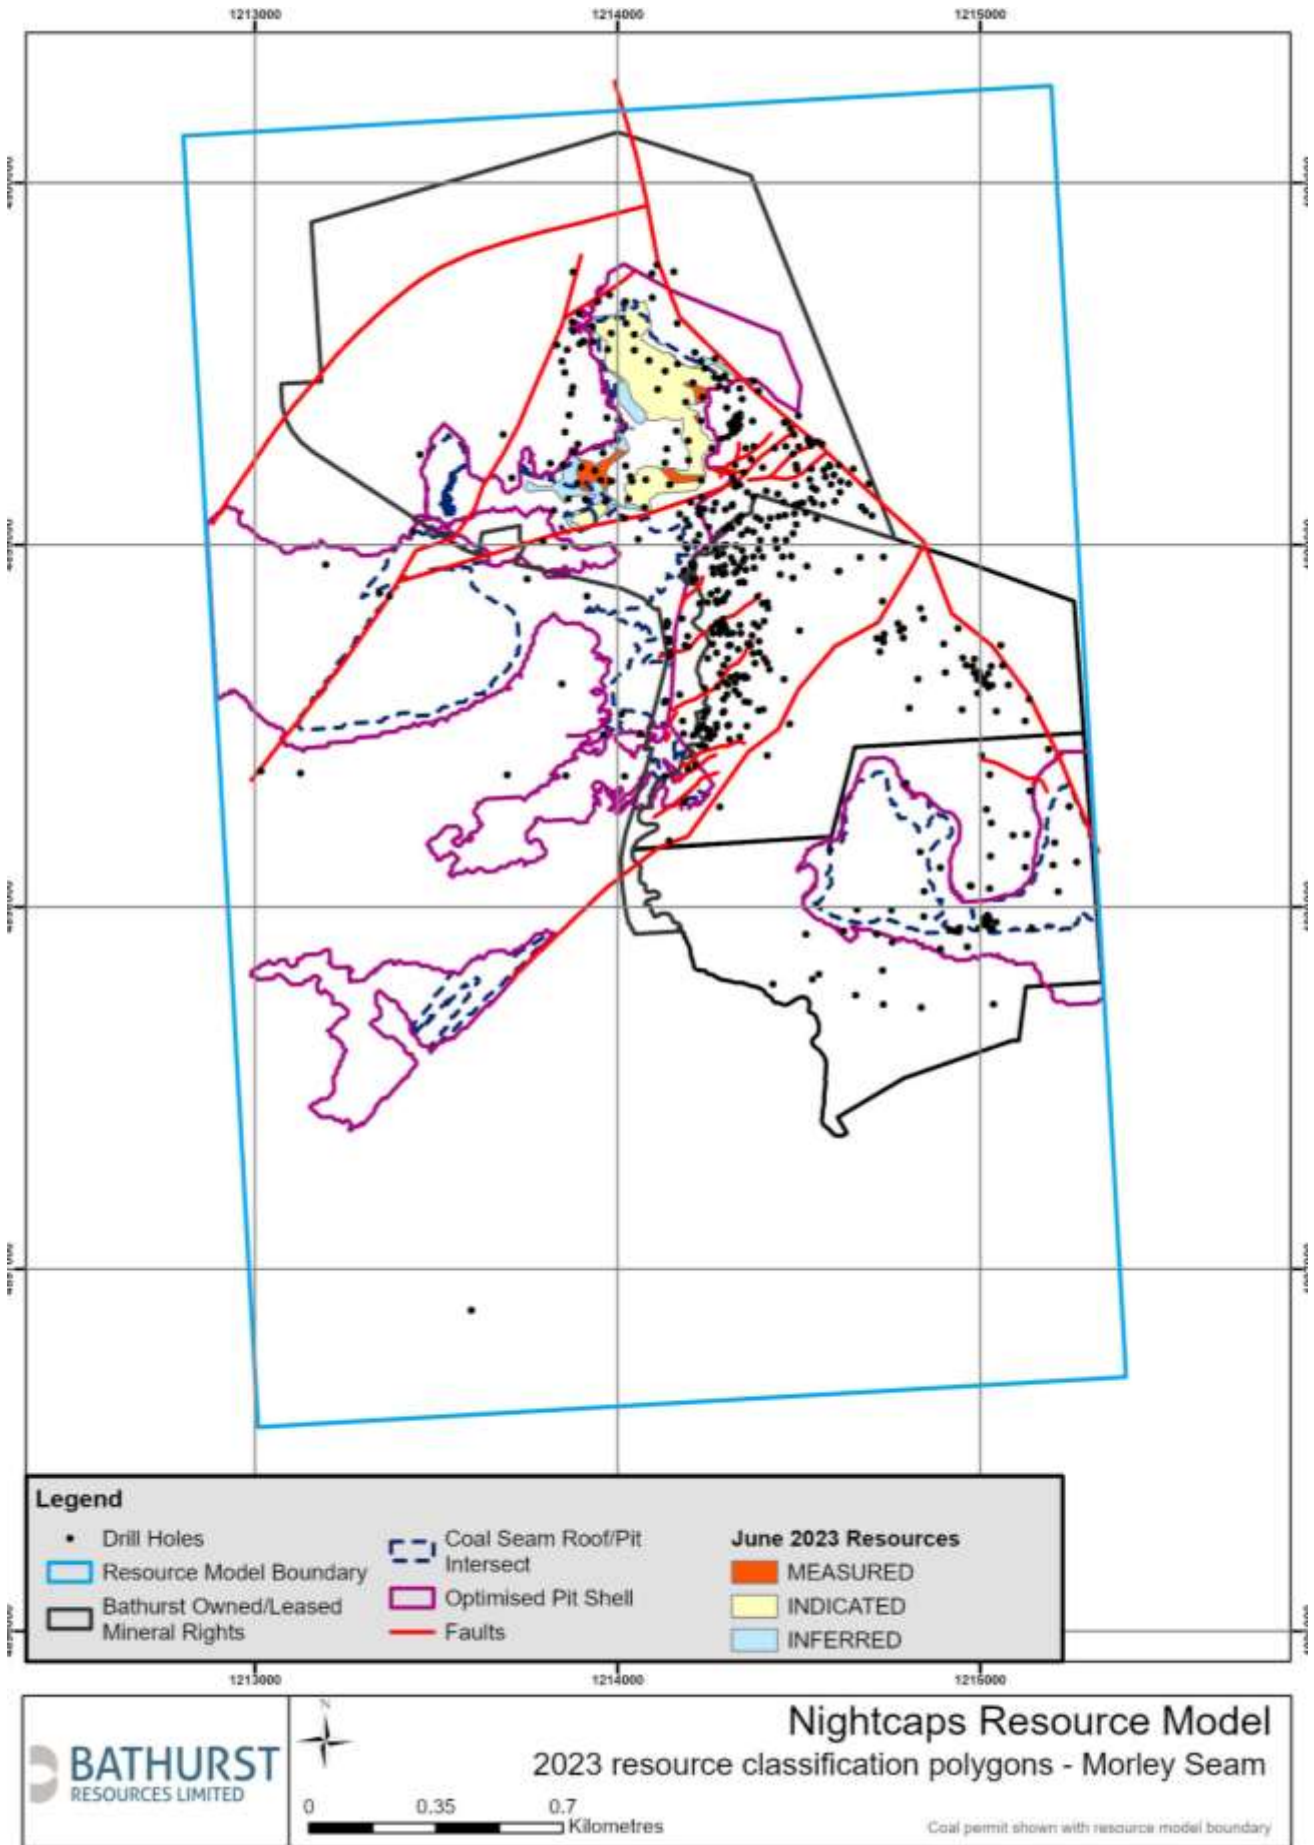 1213000 1214000 1215000
Legend
Drill Holes
Resource Model Boundary
Bathurst Owned/Leased
Mineral Rights
Coal Seam Roof/Pit
Intersect
Optimised Pit Shell
Faults
June 2023 Resources
MEASURED
INDICATED
INFERRED
1213000 1214000 1215000
BATHURST
RESOURCES LIMITED
N
0 0.35 0.7
Kilometres
Nightcaps Resource Model
2023 resource classification polygons - Morley Seam
Coal permit shown with resource model boundary